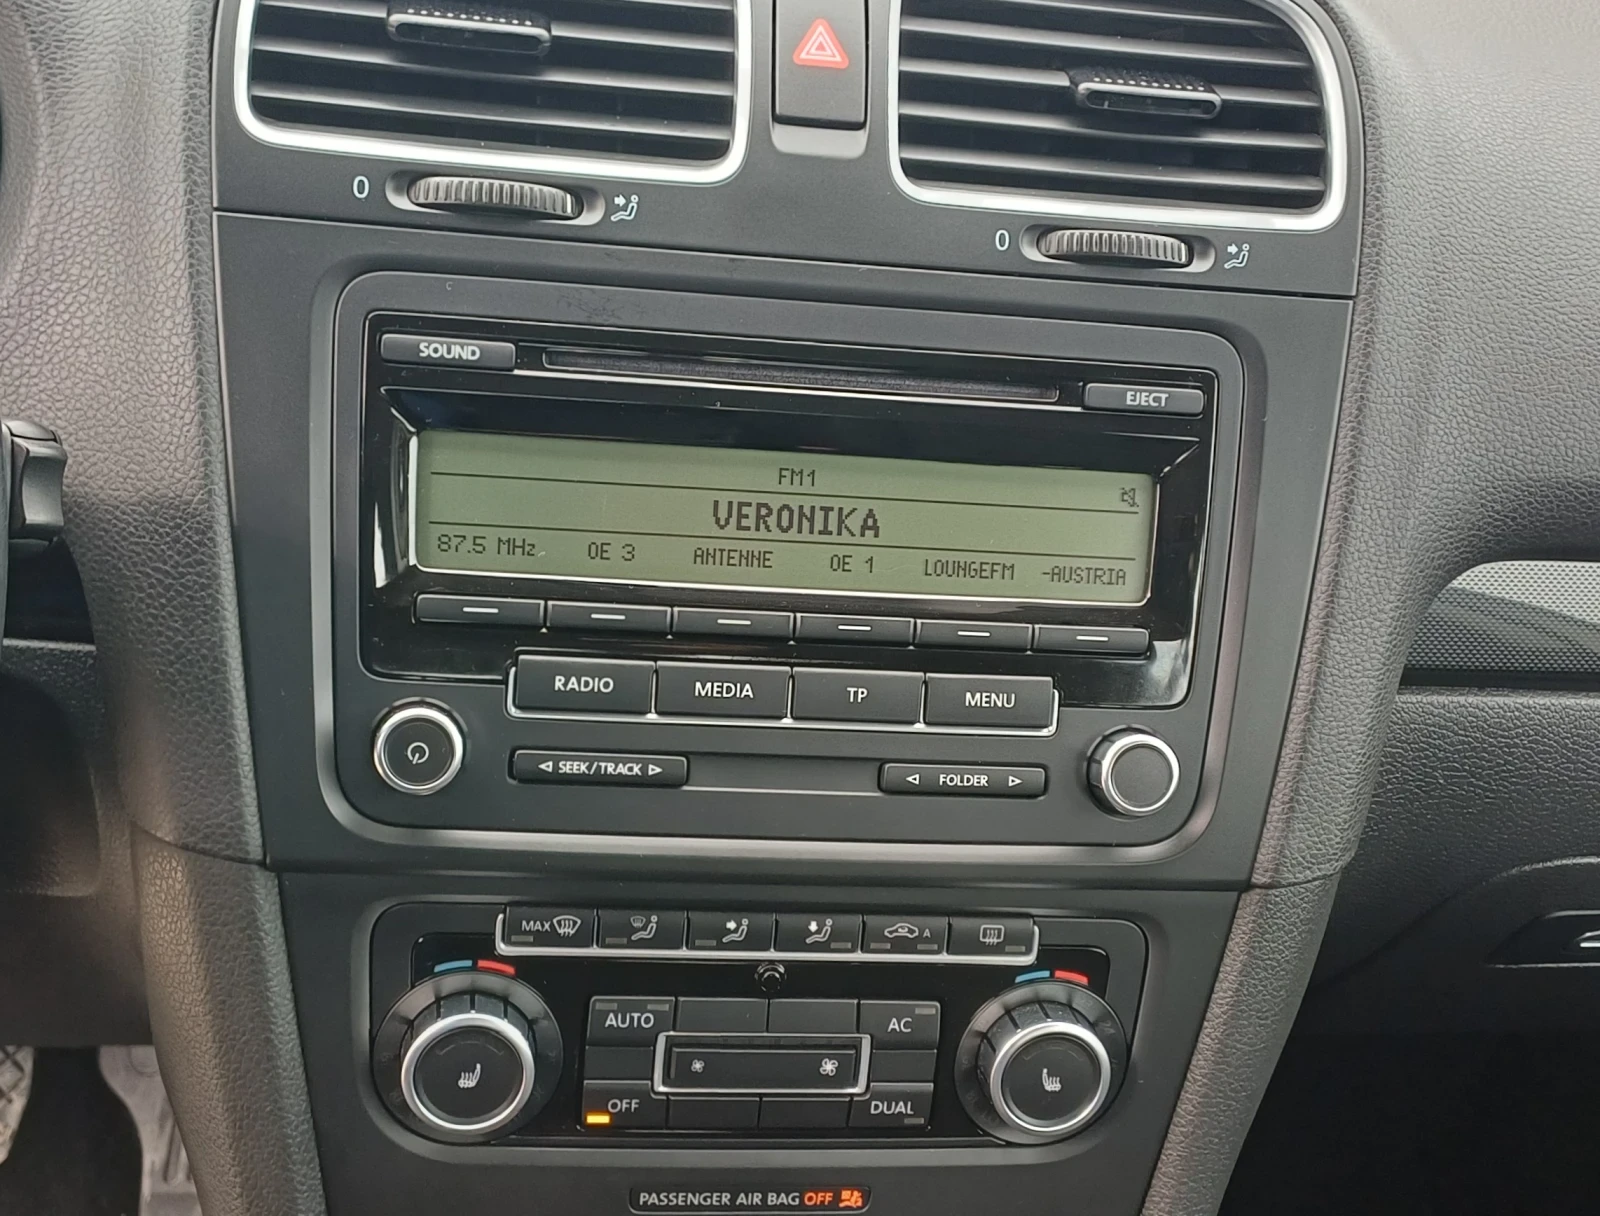 0
0
SOUND
EJECT
FM1
VERONIKA
87.5 MHz OE 3 ANTENNE OE 1 LOUNGEFM -AUSTRIA
RADIO MEDIA TP MENU
SEEK/TRACK FOLDER
MAX A
AUTO AC
OFF DUAL
PASSENGER AIR BAG OFF